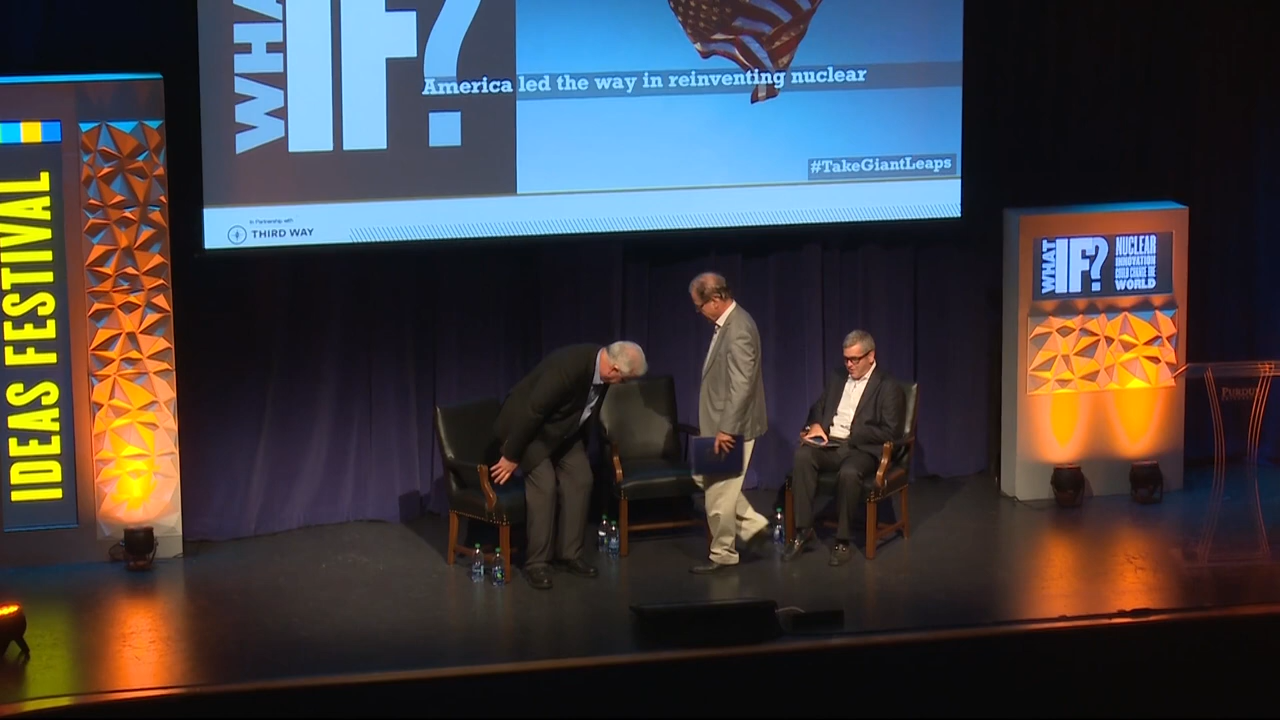 WHAT
IF?
America led the way in reinventing nuclear
#TakeGiantLeaps
In Partnership with
THIRD WAY
IDEAS FESTIVAL
WHAT
IF?
NUCLEAR
INNOVATION
COULD CHANGE THE
WORLD
PURDUE